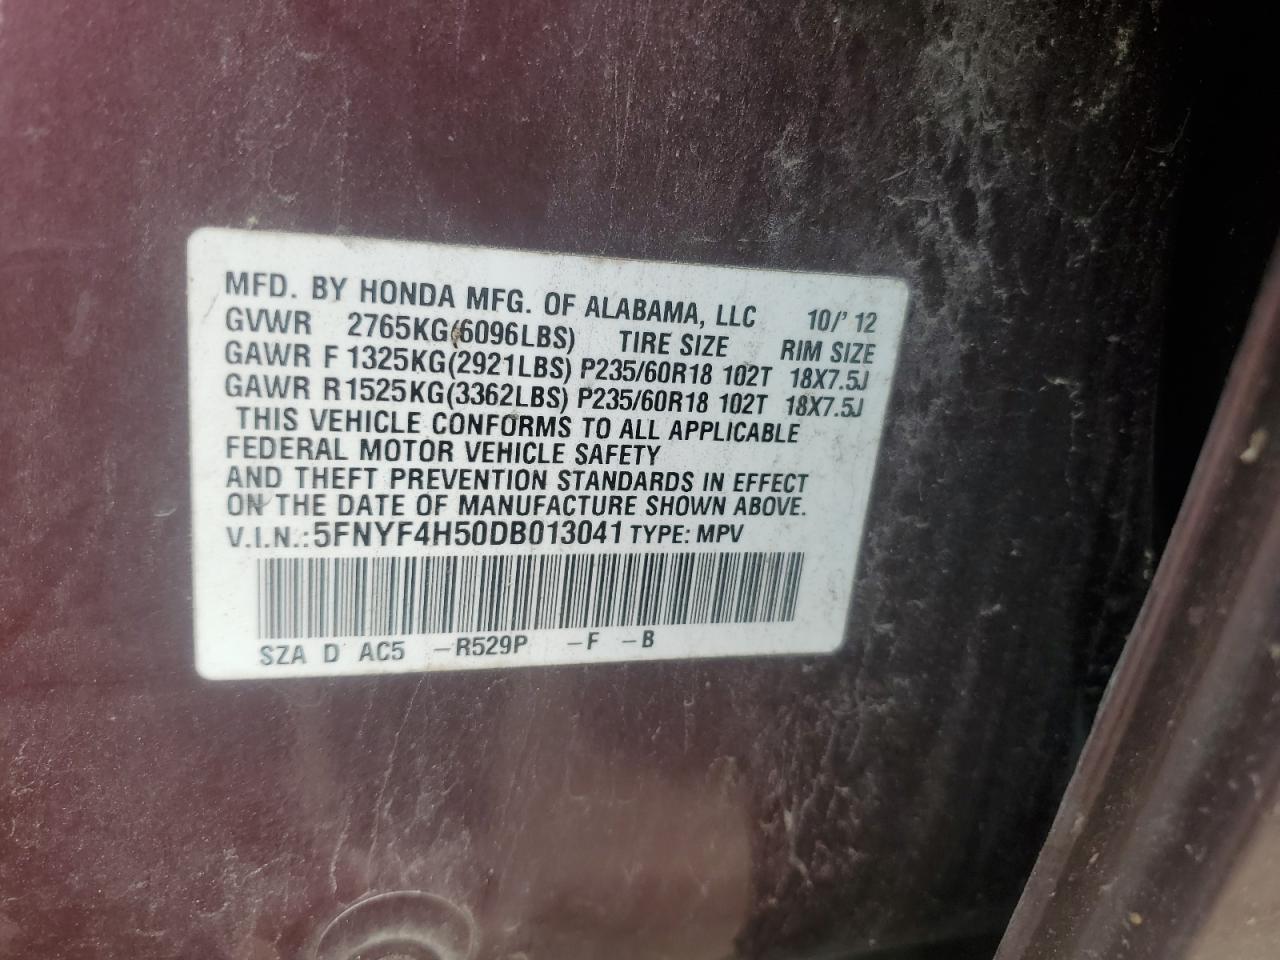 MFD. BY HONDA MFG. OF ALABAMA, LLC 10/' 12
GVWR 2765KG(6096LBS) TIRE SIZE RIM SIZE
GAWR F 1325KG(2921LBS) P235/60R18 102T 18X7.5J
GAWR R1525KG(3362LBS) P235/60R18 102T 18X7.5J
THIS VEHICLE CONFORMS TO ALL APPLICABLE
FEDERAL MOTOR VEHICLE SAFETY
AND THEFT PREVENTION STANDARDS IN EFFECT
ON THE DATE OF MANUFACTURE SHOWN ABOVE.
V.I.N.:5FNYF4H50DB013041 TYPE: MPV
SZA D AC5 –R529P –F –B